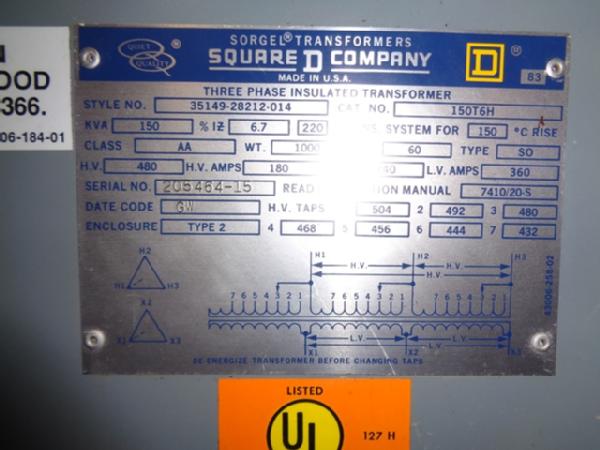 N
OOD
366.
06-184-01
QUIET QUALITY ®
SORGEL® TRANSFORMERS
SQUARE D COMPANY
MADE IN U.S.A.
D ®
83
THREE PHASE INSULATED TRANSFORMER
STYLE NO. 35149-28212-014 CAT. NO. 150T6H
KVA 150 % IZ 6.7 220 SYSTEM FOR 150 °C RISE
CLASS AA WT. 1000 60 TYPE SO
H.V. 480 H.V. AMPS 180 L.V. AMPS 360
SERIAL NO. 205464-15 READ ION MANUAL 7410/20-S
DATE CODE GW H.V. TAPS 504 2 492 3 480
ENCLOSURE TYPE 2 4 468 5 456 6 444 7 432
H2
H1 H3
X2
X1 X3
H1 H2 H3
H.V.
H.V. H.V.
7 6 5 4 3 2 1 7 6 5 4 3 2 1 7 6 5 4 3 2 1
L.V. L.V.
X1 X2 X3
L.V.
43006-258-02
DE-ENERGIZE TRANSFORMER BEFORE CHANGING TAPS
LISTED
UL
127 H